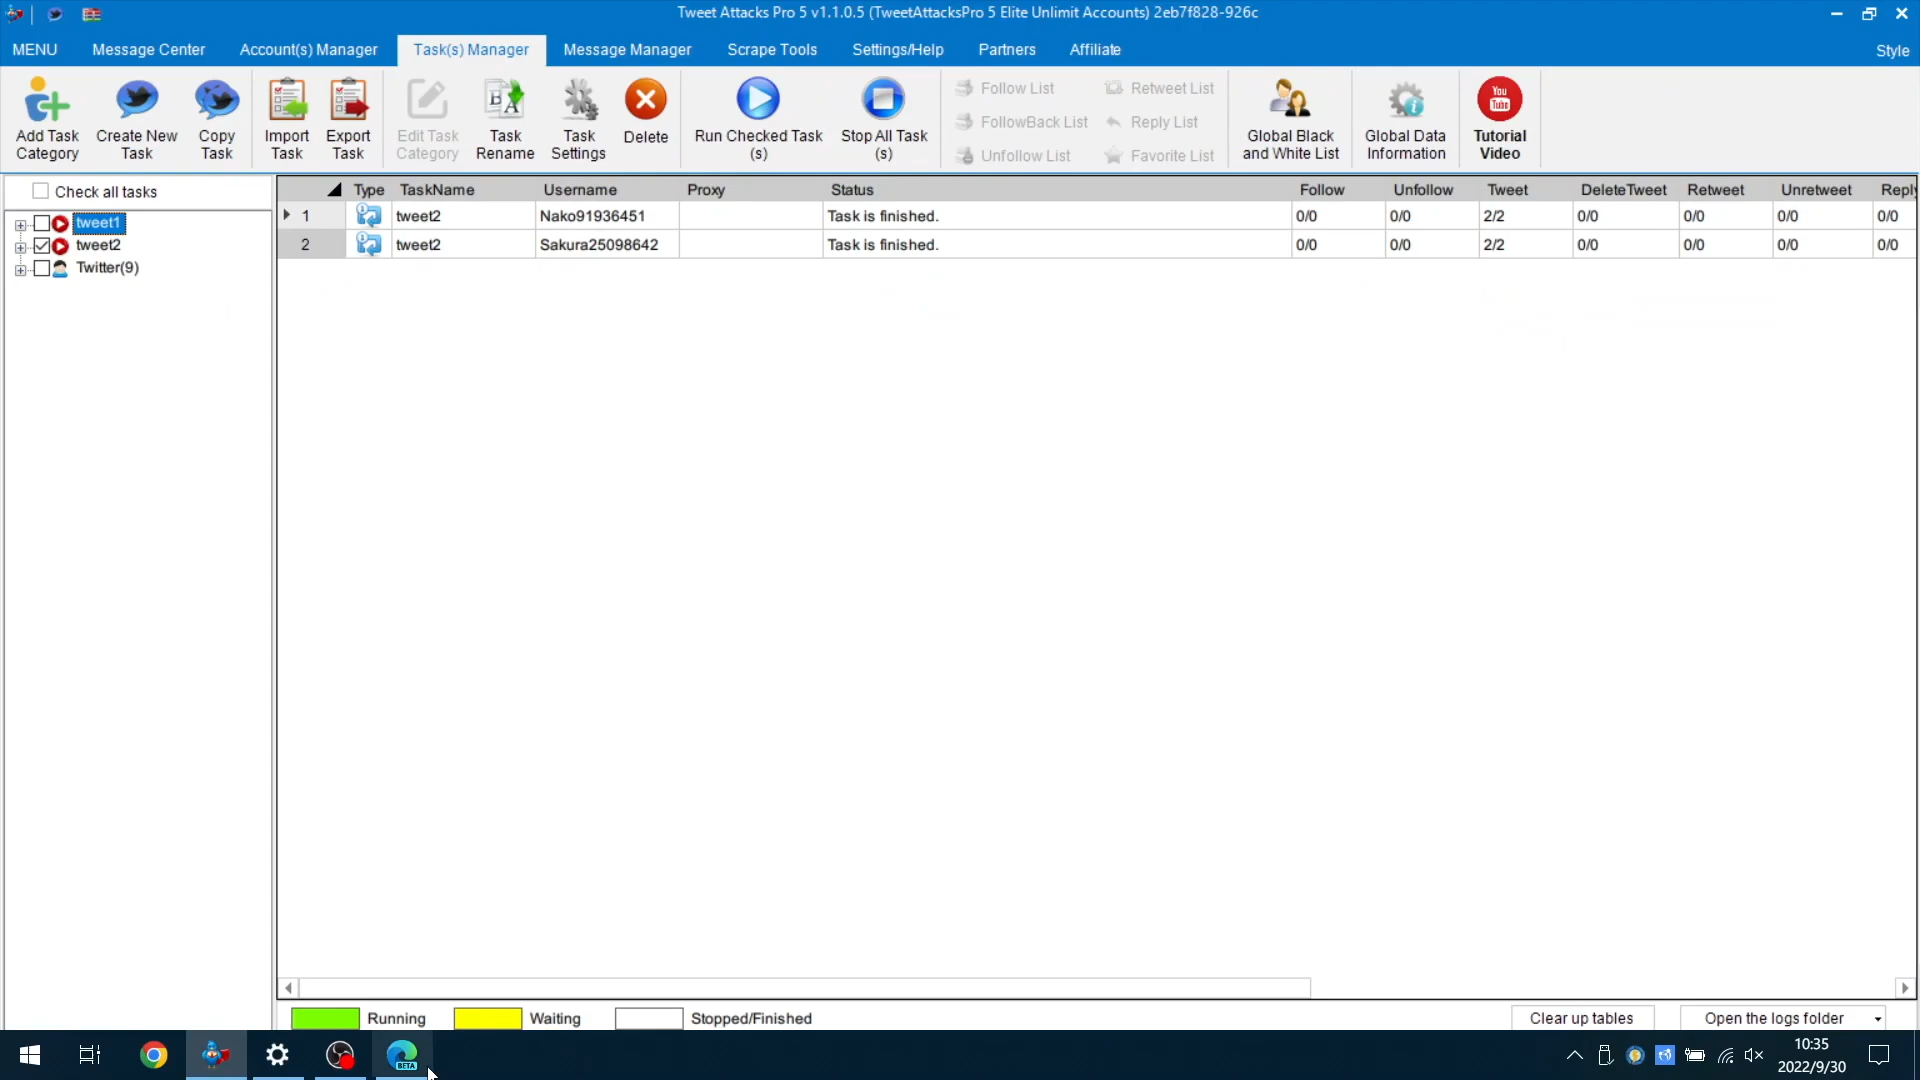 Tweet Attacks Pro 5 v1.1.0.5 (TweetAttacksPro 5 Elite Unlimit Accounts) 2eb7f828-926c
MENU Message Center Account(s) Manager Task(s) Manager Message Manager Scrape Tools Settings/Help Partners Affiliate Style
Add Task Category
Create New Task
Copy Task
Import Task
Export Task
Edit Task Category
Task Rename
Task Settings
Delete
Run Checked Task (s)
Stop All Task (s)
Follow List
FollowBack List
Unfollow List
Retweet List
Reply List
Favorite List
Global Black and White List
Global Data Information
You Tube
Tutorial Video
Check all tasks
tweet1
tweet2
Twitter(9)
Type TaskName Username Proxy Status Follow Unfollow Tweet DeleteTweet Retweet Unretweet Reply
1 tweet2 Nako91936451 Task is finished. 0/0 0/0 2/2 0/0 0/0 0/0 0/0
2 tweet2 Sakura25098642 Task is finished. 0/0 0/0 2/2 0/0 0/0 0/0 0/0
Running Waiting Stopped/Finished Clear up tables Open the logs folder
BETA
10:35
2022/9/30